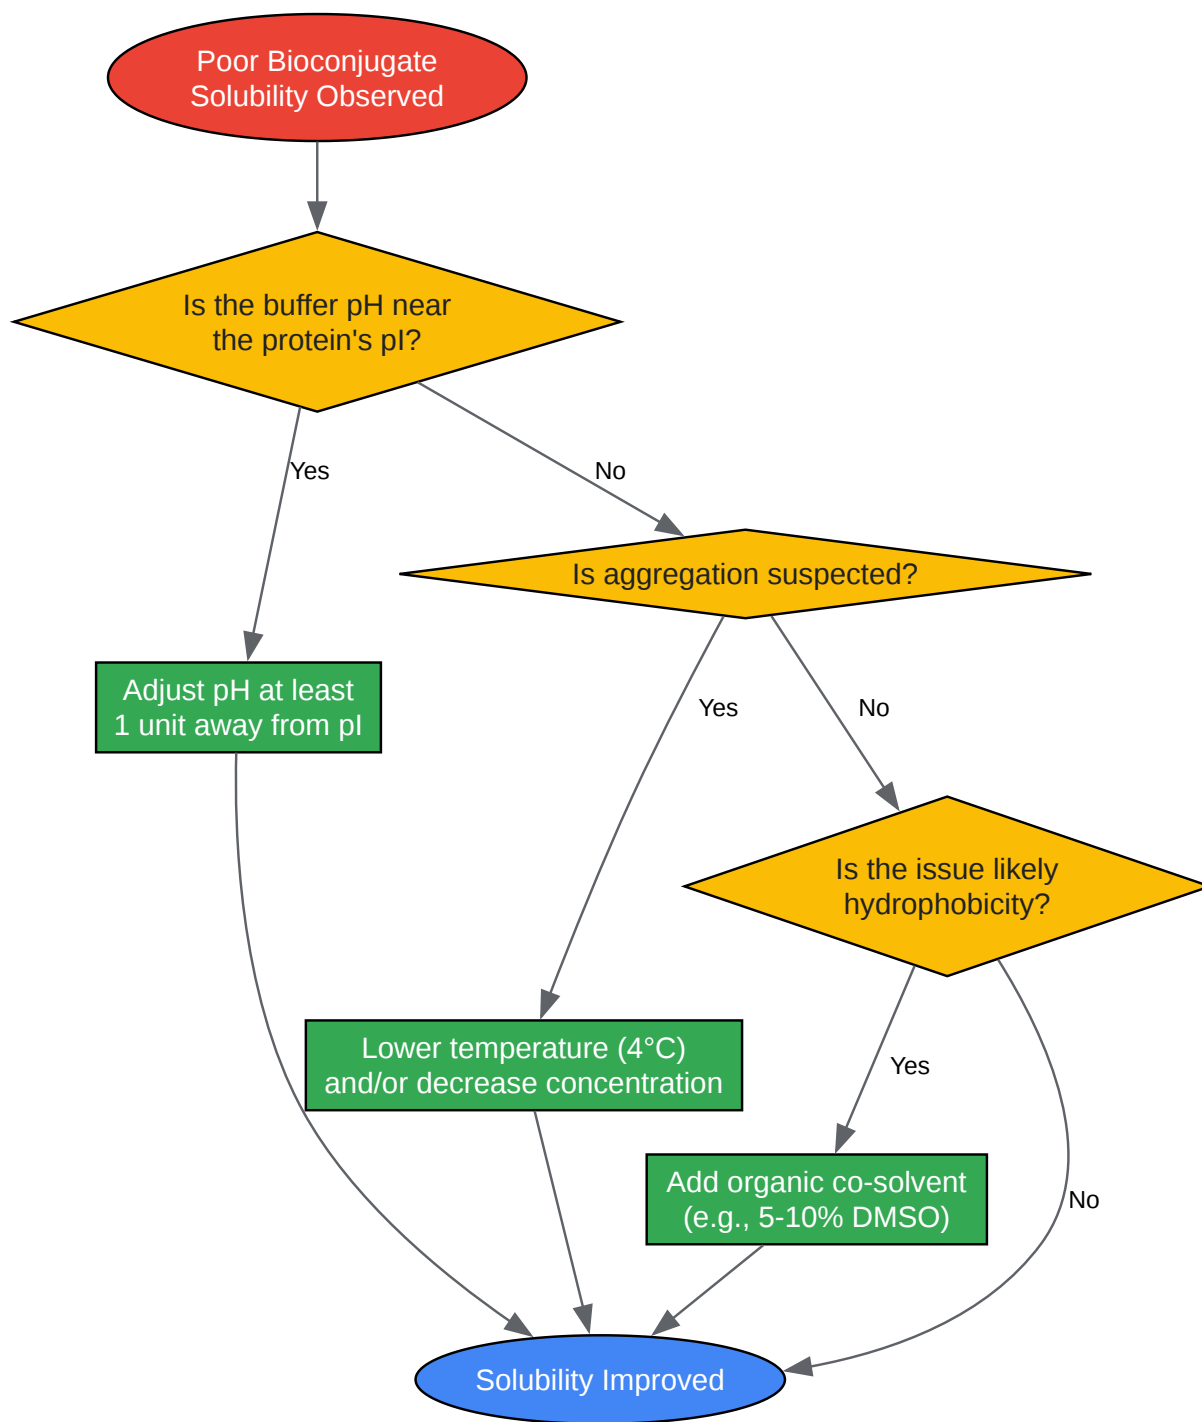 Poor Bioconjugate
Solubility Observed
Is the buffer pH near
the protein's pI?
Yes
No
Is aggregation suspected?
Adjust pH at least
1 unit away from pI
Yes
No
Is the issue likely
hydrophobicity?
Lower temperature (4°C)
and/or decrease concentration
Yes
Add organic co-solvent
(e.g., 5-10% DMSO)
No
Solubility Improved